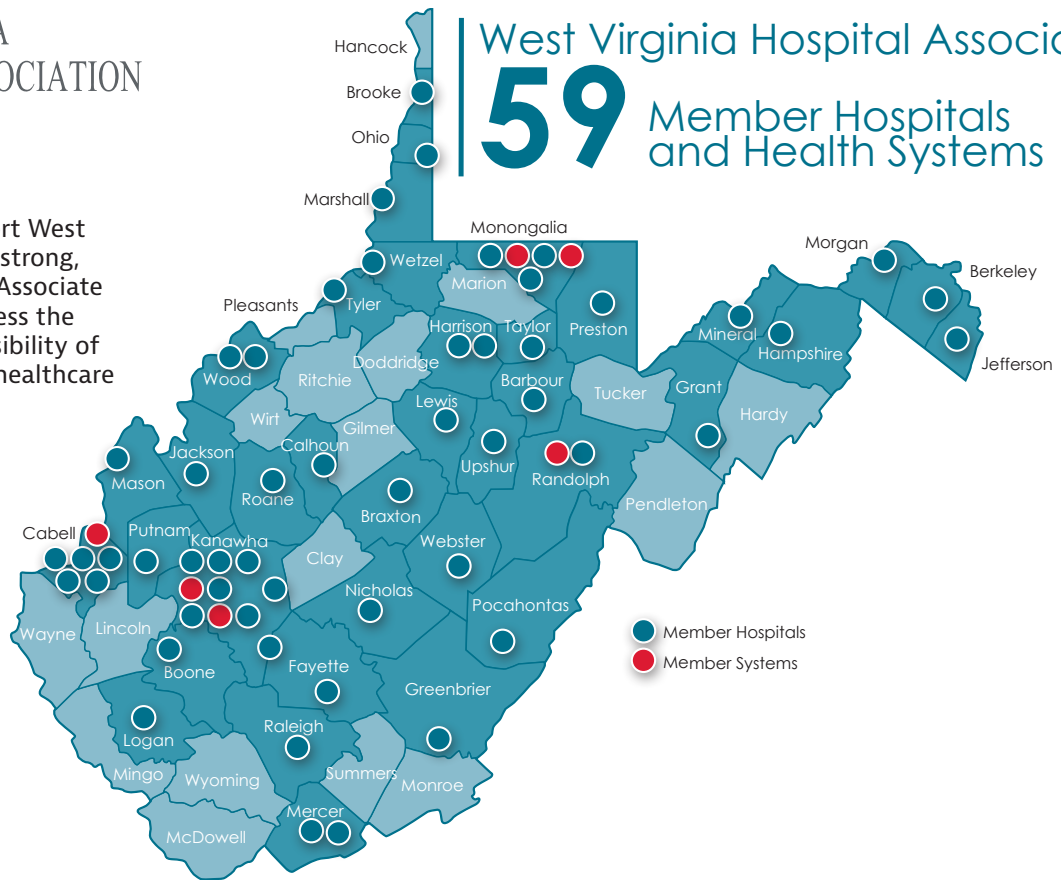 A
OCIATION
West Virginia Hospital Associa
59
Member Hospitals
and Health Systems
rt West
strong,
Associate
ess the
sibility of
healthcare
Hancock
Brooke
Ohio
Marshall
Monongalia
Wetzel
Marion
Pleasants
Tyler
Harrison
Taylor
Preston
Morgan
Berkeley
Mineral
Hampshire
Jefferson
Doddridge
Wood
Ritchie
Barbour
Tucker
Grant
Hardy
Wirt
Lewis
Gilmer
Calhoun
Jackson
Upshur
Randolph
Mason
Roane
Braxton
Pendleton
Cabell
Putnam
Kanawha
Webster
Clay
Nicholas
Pocahontas
Wayne
Lincoln
Member Hospitals
Member Systems
Boone
Fayette
Greenbrier
Logan
Raleigh
Mingo
Wyoming
Summers
Monroe
Mercer
McDowell